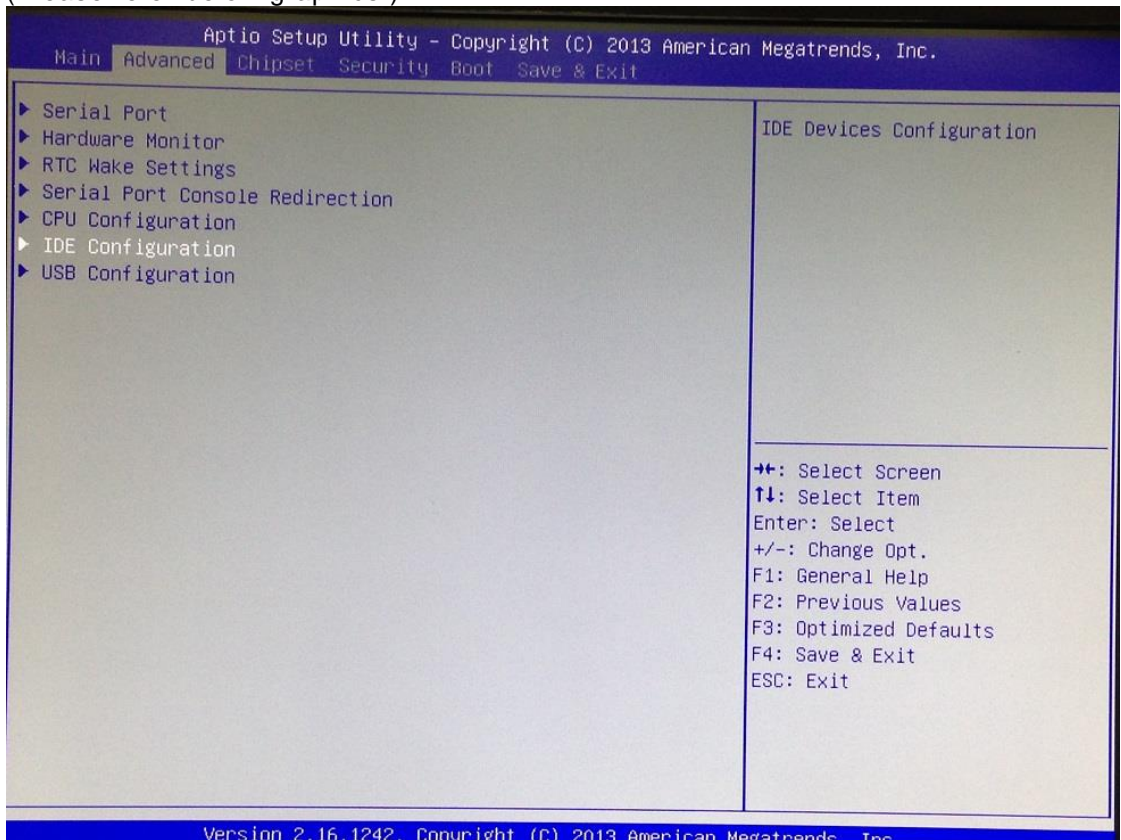 Aptio Setup Utility - Copyright (C) 2013 American Megatrends, Inc.
Main Advanced Chipset Security Boot Save & Exit
▶ Serial Port
▶ Hardware Monitor
▶ RTC Wake Settings
▶ Serial Port Console Redirection
▶ CPU Configuration
▶ IDE Configuration
▶ USB Configuration
IDE Devices Configuration
→←: Select Screen
↑↓: Select Item
Enter: Select
+/-: Change Opt.
F1: General Help
F2: Previous Values
F3: Optimized Defaults
F4: Save & Exit
ESC: Exit
Version 2.16.1242. Copyright (C) 2013 American Megatrends, Inc.